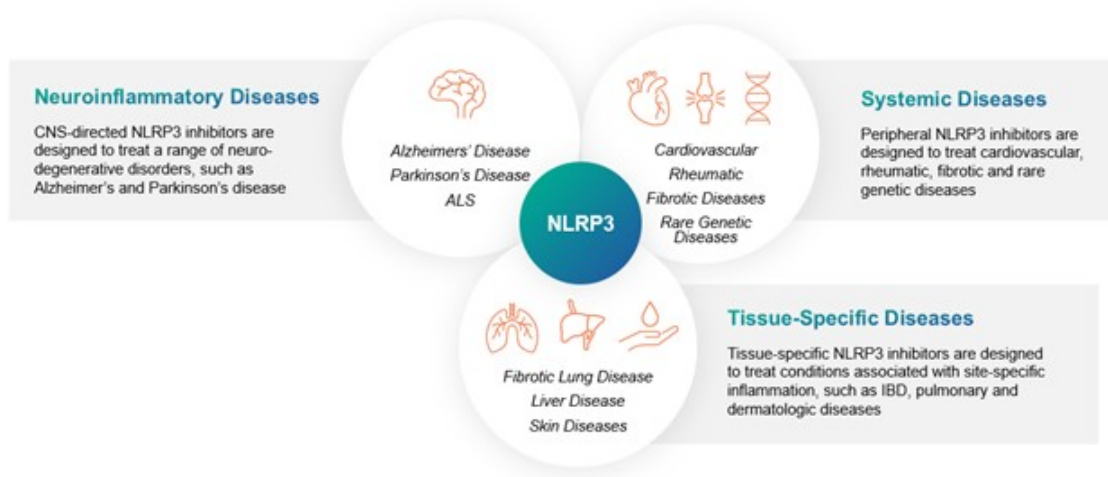 Neuroinflammatory Diseases
CNS-directed NLRP3 inhibitors are
designed to treat a range of neuro-
degenerative disorders, such as
Alzheimer's and Parkinson's disease
Alzheimers' Disease
Parkinson's Disease
ALS
Cardiovascular
Rheumatic
Fibrotic Diseases
Rare Genetic
Diseases
Systemic Diseases
Peripheral NLRP3 inhibitors are
designed to treat cardiovascular,
rheumatic, fibrotic and rare
genetic diseases
NLRP3
Fibrotic Lung Disease
Liver Disease
Skin Diseases
Tissue-Specific Diseases
Tissue-specific NLRP3 inhibitors are designed
to treat conditions associated with site-specific
inflammation, such as IBD, pulmonary and
dermatologic diseases